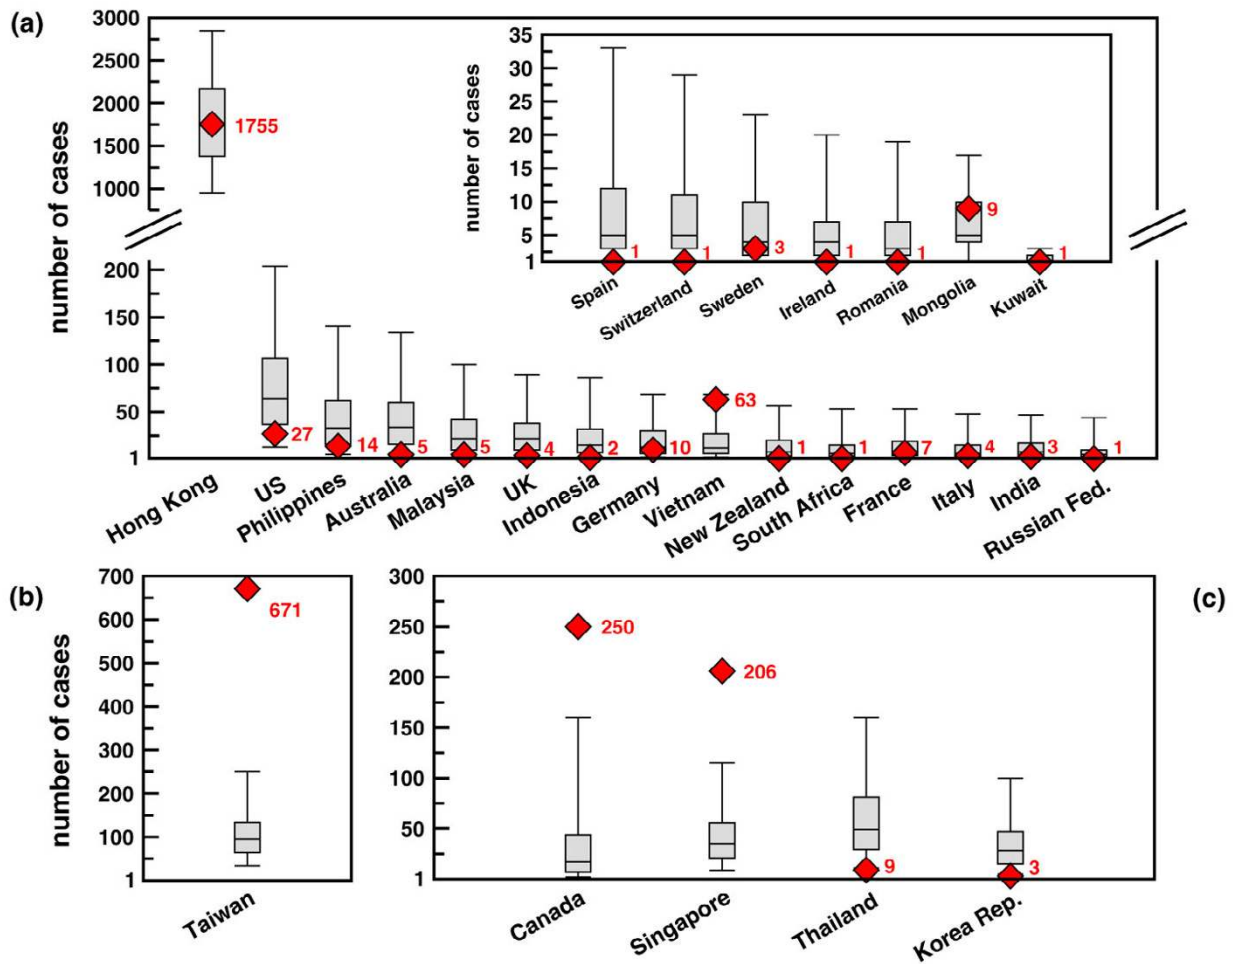 (a)
number of cases
3000
2500
2000
1500
1000
200
150
100
50
1
1755
27
14
5
5
4
2
10
63
1
1
7
4
3
1
Hong Kong
US
Philippines
Australia
Malaysia
UK
Indonesia
Germany
Vietnam
New Zealand
South Africa
France
Italy
India
Russian Fed.
number of cases
35
30
25
20
15
10
5
1
1
1
3
1
1
9
1
Spain
Switzerland
Sweden
Ireland
Romania
Mongolia
Kuwait
(b)
number of cases
700
600
500
400
300
200
100
1
671
Taiwan
(c)
300
250
200
150
100
50
1
250
206
9
3
Canada
Singapore
Thailand
Korea Rep.